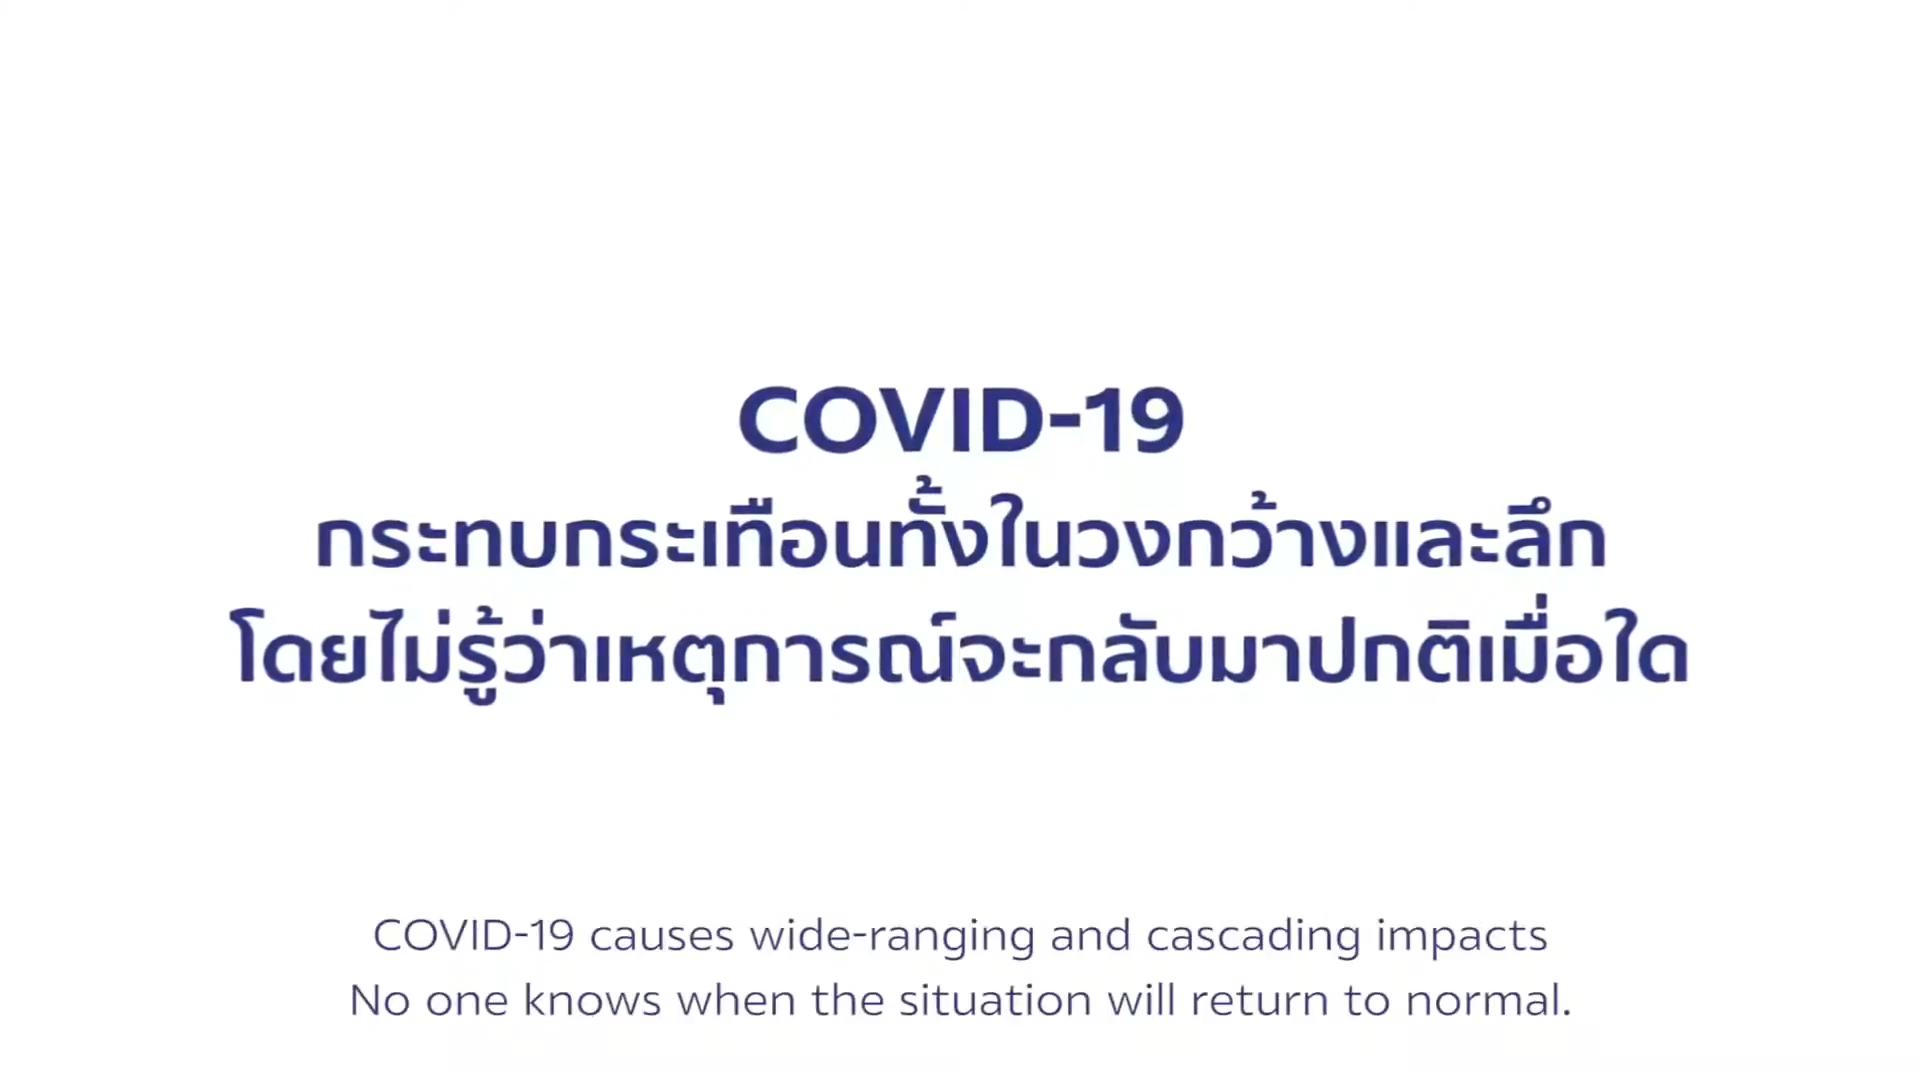 COVID-19
กระทบกระเทือนทั้งในวงกว้างและลึก
โดยไม่รู้ว่าเหตุการณ์จะกลับมาปกติเมื่อใด
COVID-19 causes wide-ranging and cascading impacts
No one knows when the situation will return to normal.